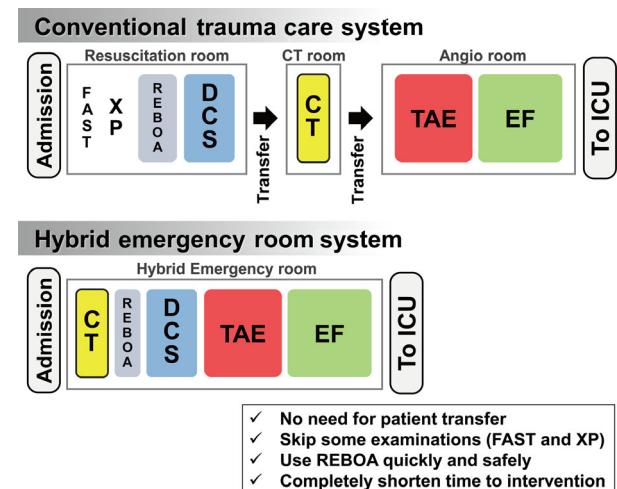 Conventional trauma care system
Resuscitation room
CT room
Angio room
Admission
FAST
XP
REBOA
DCS
Transfer
CT
Transfer
TAE
EF
To ICU
Hybrid emergency room system
Hybrid Emergency room
Admission
CT
REBOA
DCS
TAE
EF
To ICU
✓ No need for patient transfer
✓ Skip some examinations (FAST and XP)
✓ Use REBOA quickly and safely
✓ Completely shorten time to intervention